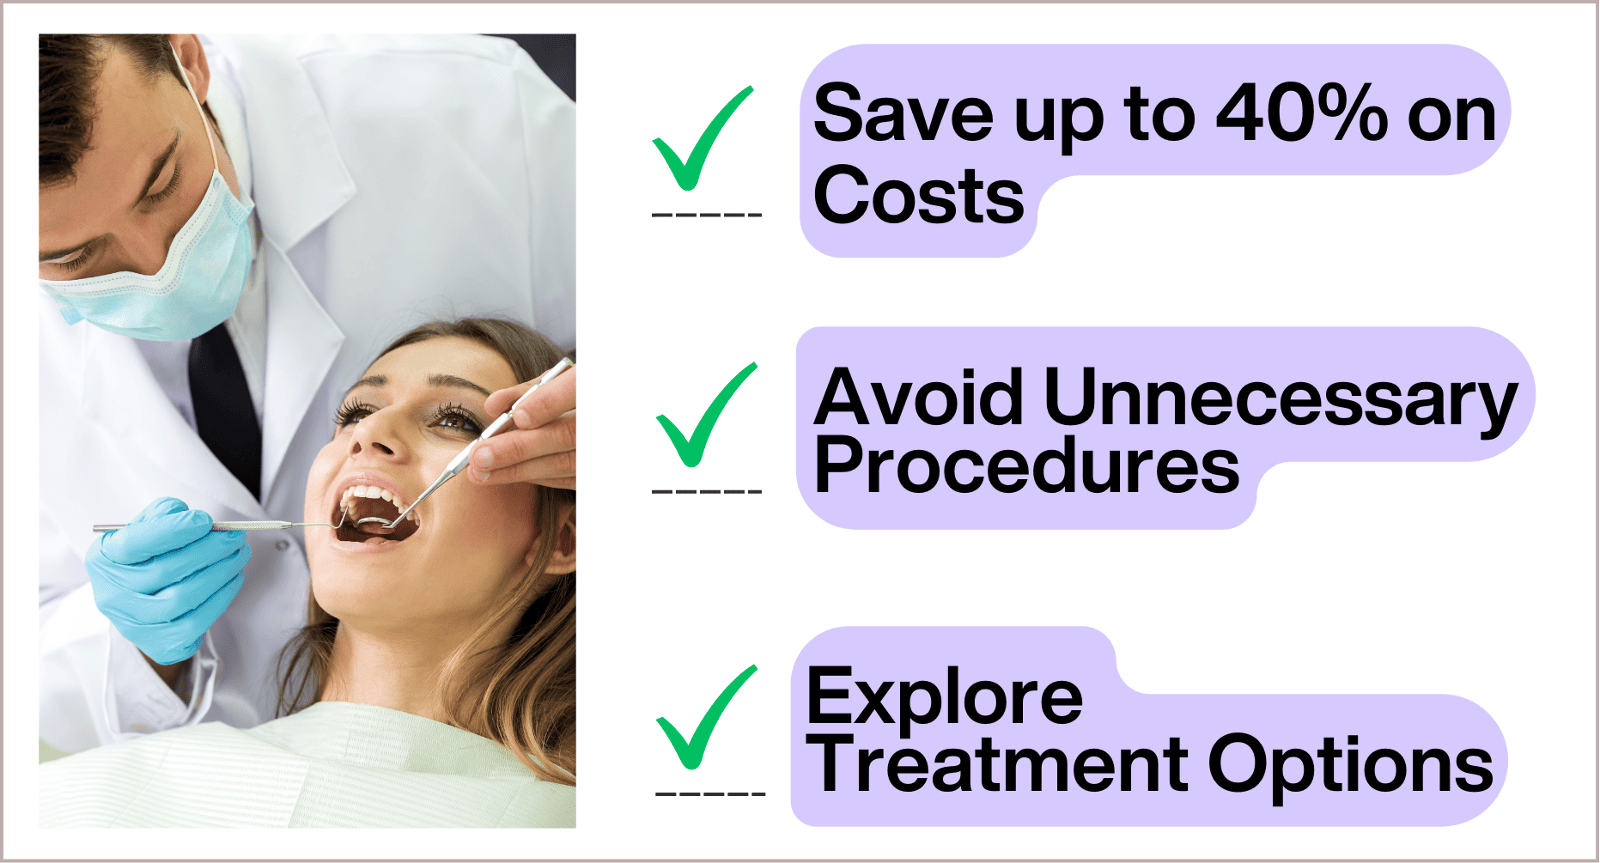 Save up to 40% on
Costs
Avoid Unnecessary
Procedures
Explore
Treatment Options